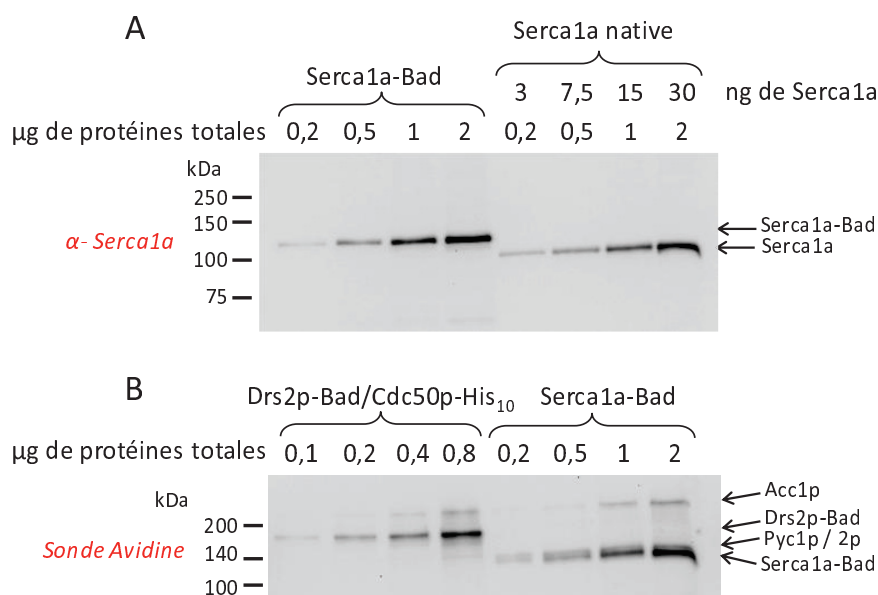 A
Serca1a native
Serca1a-Bad
3 7,5 15 30 ng de Serca1a
µg de protéines totales 0,2 0,5 1 2 0,2 0,5 1 2
kDa
250
150
Serca1a-Bad
α- Serca1a
Serca1a
100
75
B
Drs2p-Bad/Cdc50p-His10 Serca1a-Bad
µg de protéines totales 0,1 0,2 0,4 0,8 0,2 0,5 1 2
kDa
Acc1p
200
Drs2p-Bad
Pyc1p / 2p
Sonde Avidine
140
Serca1a-Bad
100